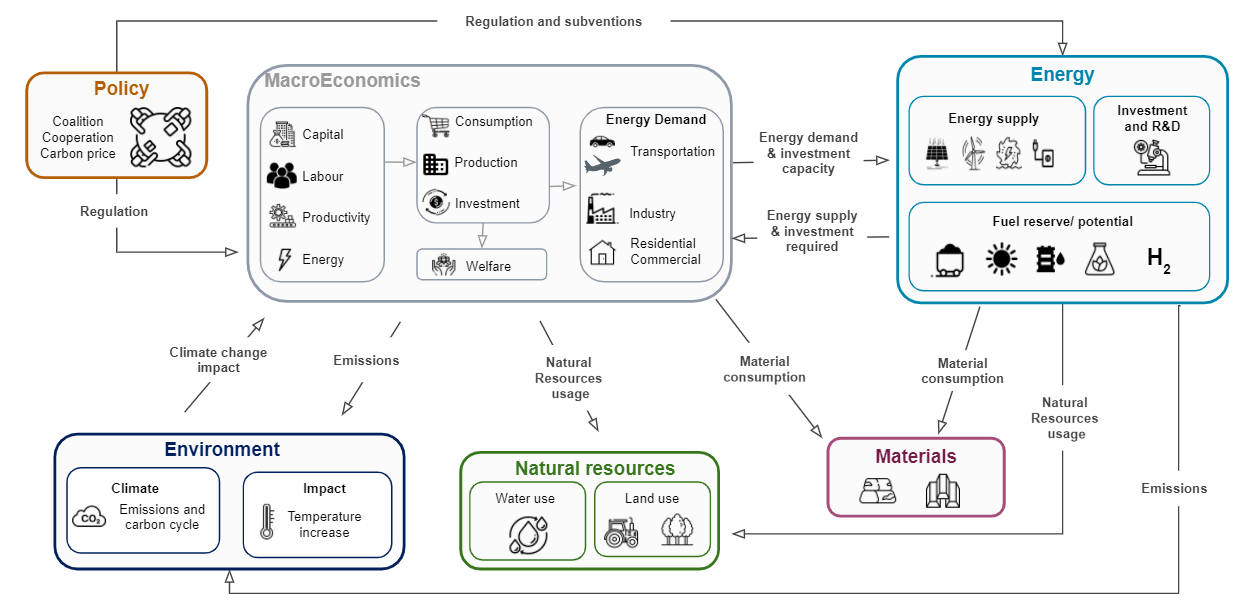 Regulation and subventions
Policy
Coalition
Cooperation
Carbon price
Regulation
MacroEconomics
Capital
Labour
Productivity
Energy
Consumption
Production
Investment
Welfare
Energy Demand
Transportation
Industry
Residential
Commercial
Energy demand
& investment
capacity
Energy supply
& investment
required
Energy
Energy supply
Investment
and R&D
Fuel reserve/ potential
H2
Climate change
impact
Emissions
Natural
Resources
usage
Material
consumption
Material
consumption
Natural
Resources
usage
Emissions
Environment
Climate
Emissions and
carbon cycle
CO2
Impact
Temperature
increase
Natural resources
Water use
Land use
Materials